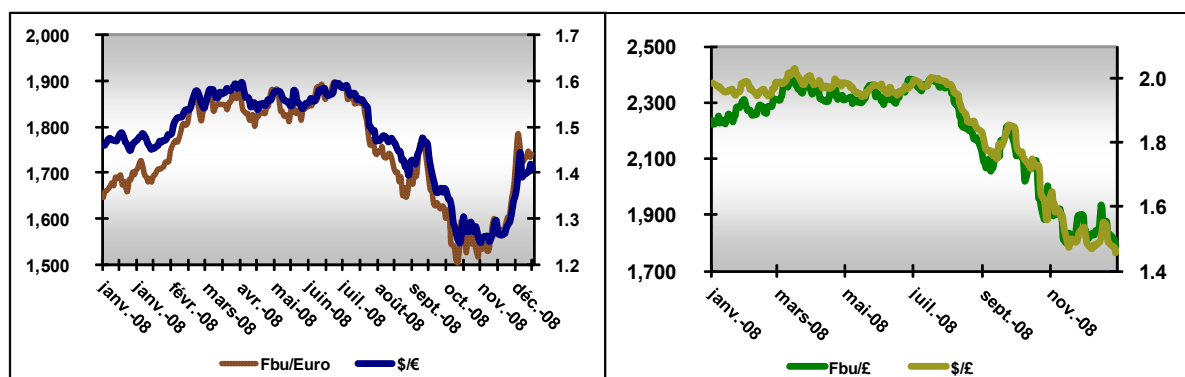 2,000
1,900
1,800
1,700
1,600
1,500
1.7
1.6
1.5
1.4
1.3
1.2
janv.-08
janv.-08
févr.-08
mars-08
avr.-08
mai-08
juin-08
juil.-08
août-08
sept.-08
oct.-08
nov.-08
déc.-08
Fbu/Euro
$/€
2,500
2,300
2,100
1,900
1,700
2.0
1.8
1.6
1.4
janv.-08
mars-08
mai-08
juil.-08
sept.-08
nov.-08
Fbu/£
$/£